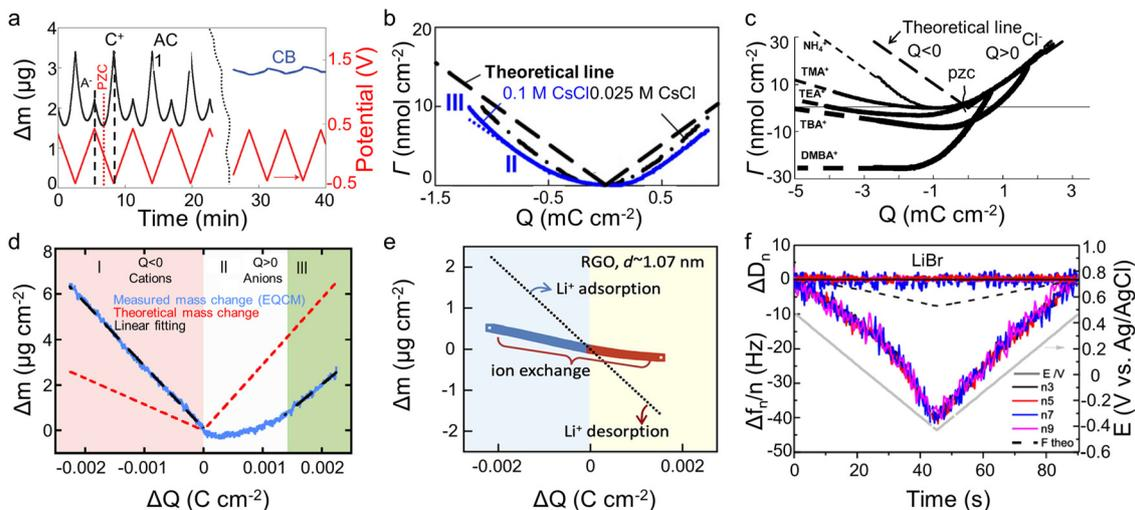 a
4
3
2
1
0
Δm (μg)
C⁺
AC
1
CB
A⁻
PZC
1.5
0.5
-0.5
Potential (V)
0 10 20 30 40
Time (min)
b
20
10
0
Γ (nmol cm⁻²)
Theoretical line
0.1 M CsCl 0.025 M CsCl
III
II
-1.5 -0.5 0.5
Q (mC cm⁻²)
c
30
10
-10
-30
Γ (nmol cm⁻²)
Theoretical line
Cl⁻
Q<0 Q>0
pzc
NH₄
TMA⁺
TEA⁺
TBA⁺
DMBA⁺
-5 -3 -1 1 3
Q (mC cm⁻²)
d
8
6
4
2
0
Δm (μg cm⁻²)
I Q<0 II Q>0 III
Cations Anions
Measured mass change (EQCM)
Theoretical mass change
Linear fitting
-0.002 -0.001 0 0.001 0.002
ΔQ (C cm⁻²)
e
2
1
0
-1
-2
Δm (μg cm⁻²)
RGO, d~1.07 nm
Li⁺ adsorption
ion exchange
Li⁺ desorption
-0.002 0 0.002
ΔQ (C cm⁻²)
f
10
0
-10
-20
-30
-40
-50
ΔDₙ
Δfₙ/n (Hz)
LiBr
1.0
0.8
0.6
0.4
0.2
0
-0.2
-0.4
-0.6
E (V vs. Ag/AgCl)
E /V
n3
n5
n7
n9
F theo
0 20 40 60 80
Time (s)